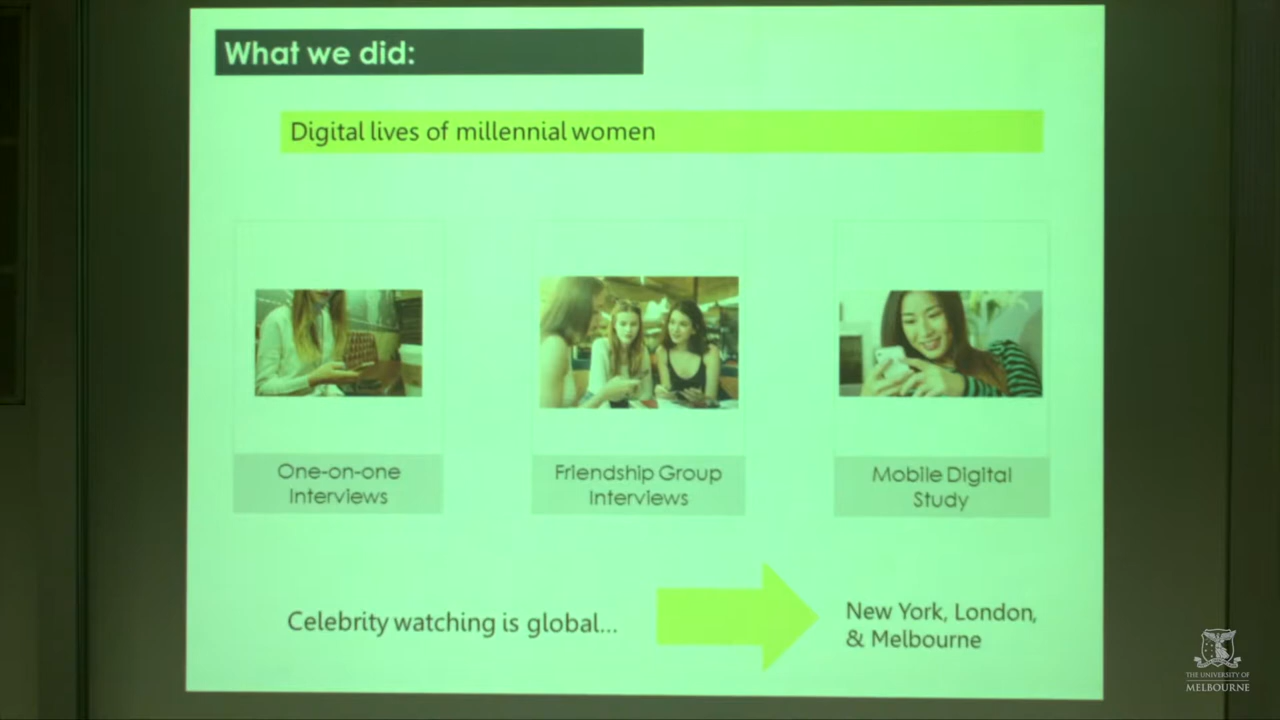 What we did:
Digital lives of millennial women
One-on-one
Interviews
Friendship Group
Interviews
Mobile Digital
Study
Celebrity watching is global...
New York, London,
& Melbourne
THE UNIVERSITY OF
MELBOURNE